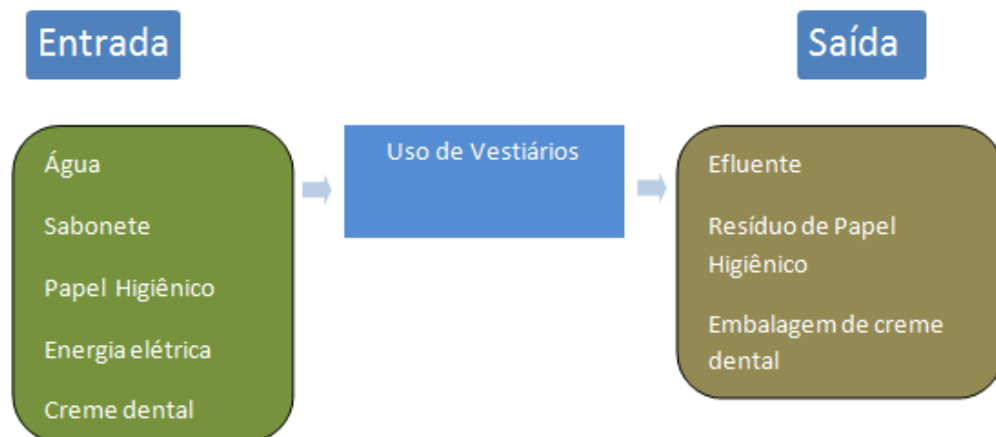 Entrada
Saída
Água
Sabonete
Papel Higiênico
Energia elétrica
Creme dental
Uso de Vestiários
Efluente
Resíduo de Papel
Higiênico
Embalagem de creme
dental